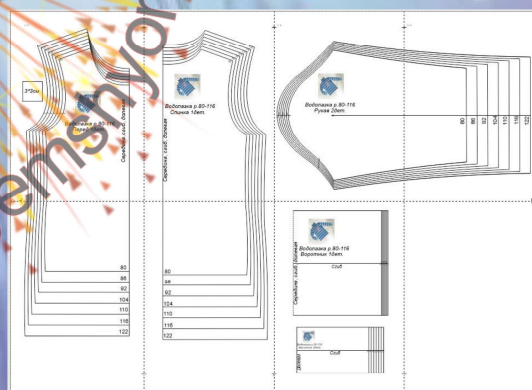 3*3см
Водолазка р.80-116
Перед 1дет.
Середина, сгиб, долевая
80
86
92
104
110
116
122
Водолазка р.80-116
Спинка 1дет.
Середина, сгиб, долевая
80
86
92
104
110
116
122
Водолазка р.80-116
Рукав 2дет.
80
86
92
104
110
116
122
Водолазка р.80-116
Воротник 1дет.
Середина, сгиб, долевая
Сгиб
Сгиб